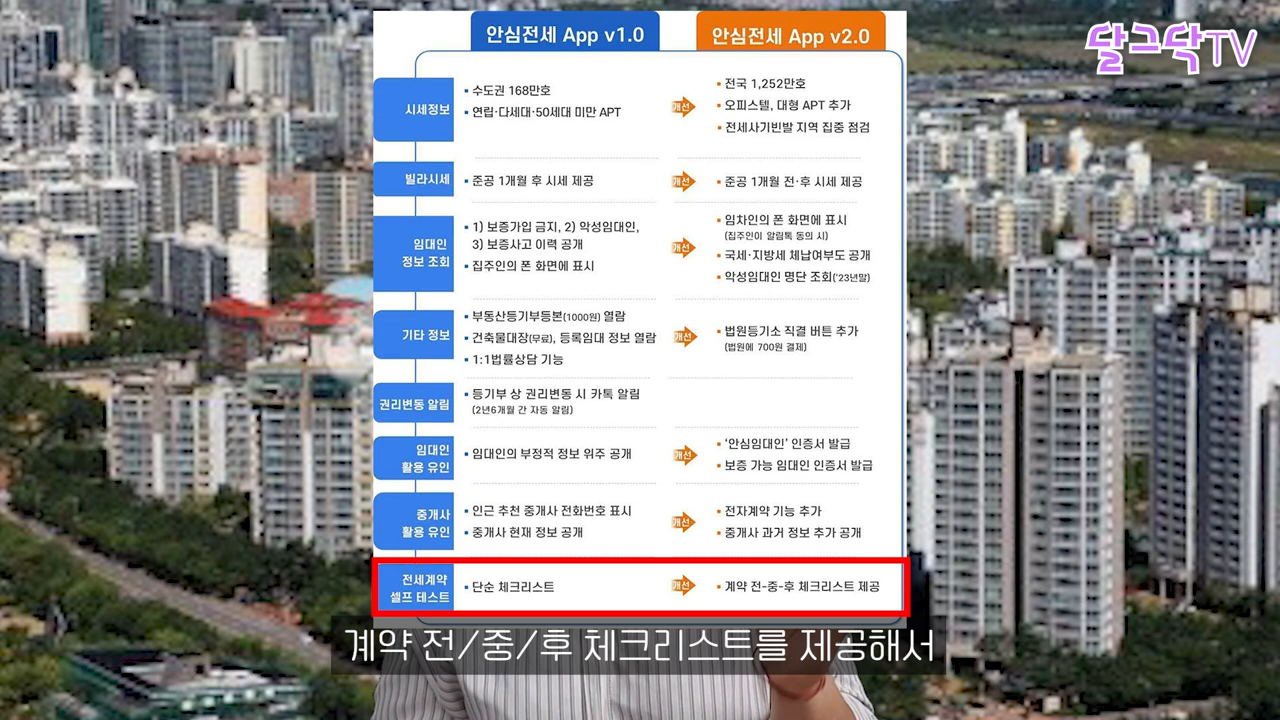 달그닥TV
안심전세 App v1.0
안심전세 App v2.0
시세정보
▪ 수도권 168만호
▪ 연립·다세대·50세대 미만 APT
개선
▪ 전국 1,252만호
▪ 오피스텔, 대형 APT 추가
▪ 전세사기빈발 지역 집중 점검
빌라시세
▪ 준공 1개월 후 시세 제공
개선
▪ 준공 1개월 전·후 시세 제공
임대인
정보 조회
▪ 1) 보증가입 금지, 2) 악성임대인,
3) 보증사고 이력 공개
▪ 집주인의 폰 화면에 표시
개선
▪ 임차인의 폰 화면에 표시
(집주인이 알림톡 동의 시)
▪ 국세·지방세 체납여부도 공개
▪ 악성임대인 명단 조회('23년말)
기타 정보
▪ 부동산등기부등본(1000원) 열람
▪ 건축물대장(무료), 등록임대 정보 열람
▪ 1:1법률상담 기능
개선
▪ 법원등기소 직결 버튼 추가
(법원에 700원 결제)
권리변동 알림
▪ 등기부 상 권리변동 시 카톡 알림
(2년6개월 간 자동 알림)
임대인
활용 유인
▪ 임대인의 부정적 정보 위주 공개
개선
▪ '안심임대인' 인증서 발급
▪ 보증 가능 임대인 인증서 발급
중개사
활용 유인
▪ 인근 추천 중개사 전화번호 표시
▪ 중개사 현재 정보 공개
개선
▪ 전자계약 기능 추가
▪ 중개사 과거 정보 추가 공개
전세계약
셀프 테스트
▪ 단순 체크리스트
개선
▪ 계약 전-중-후 체크리스트 제공
계약 전/중/후 체크리스트를 제공해서